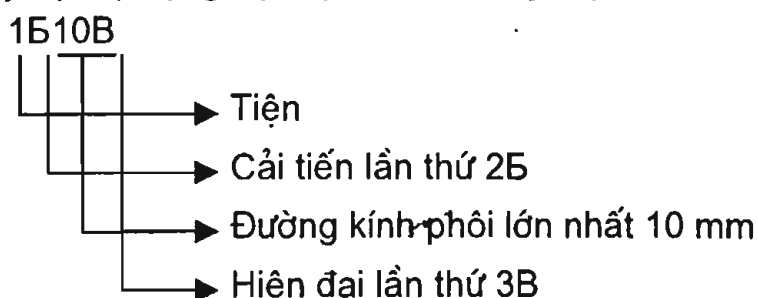 1Б10В
Tiện
Cải tiến lần thứ 2Б
Đường kính phôi lớn nhất 10 mm
Hiện đại lần thứ 3В